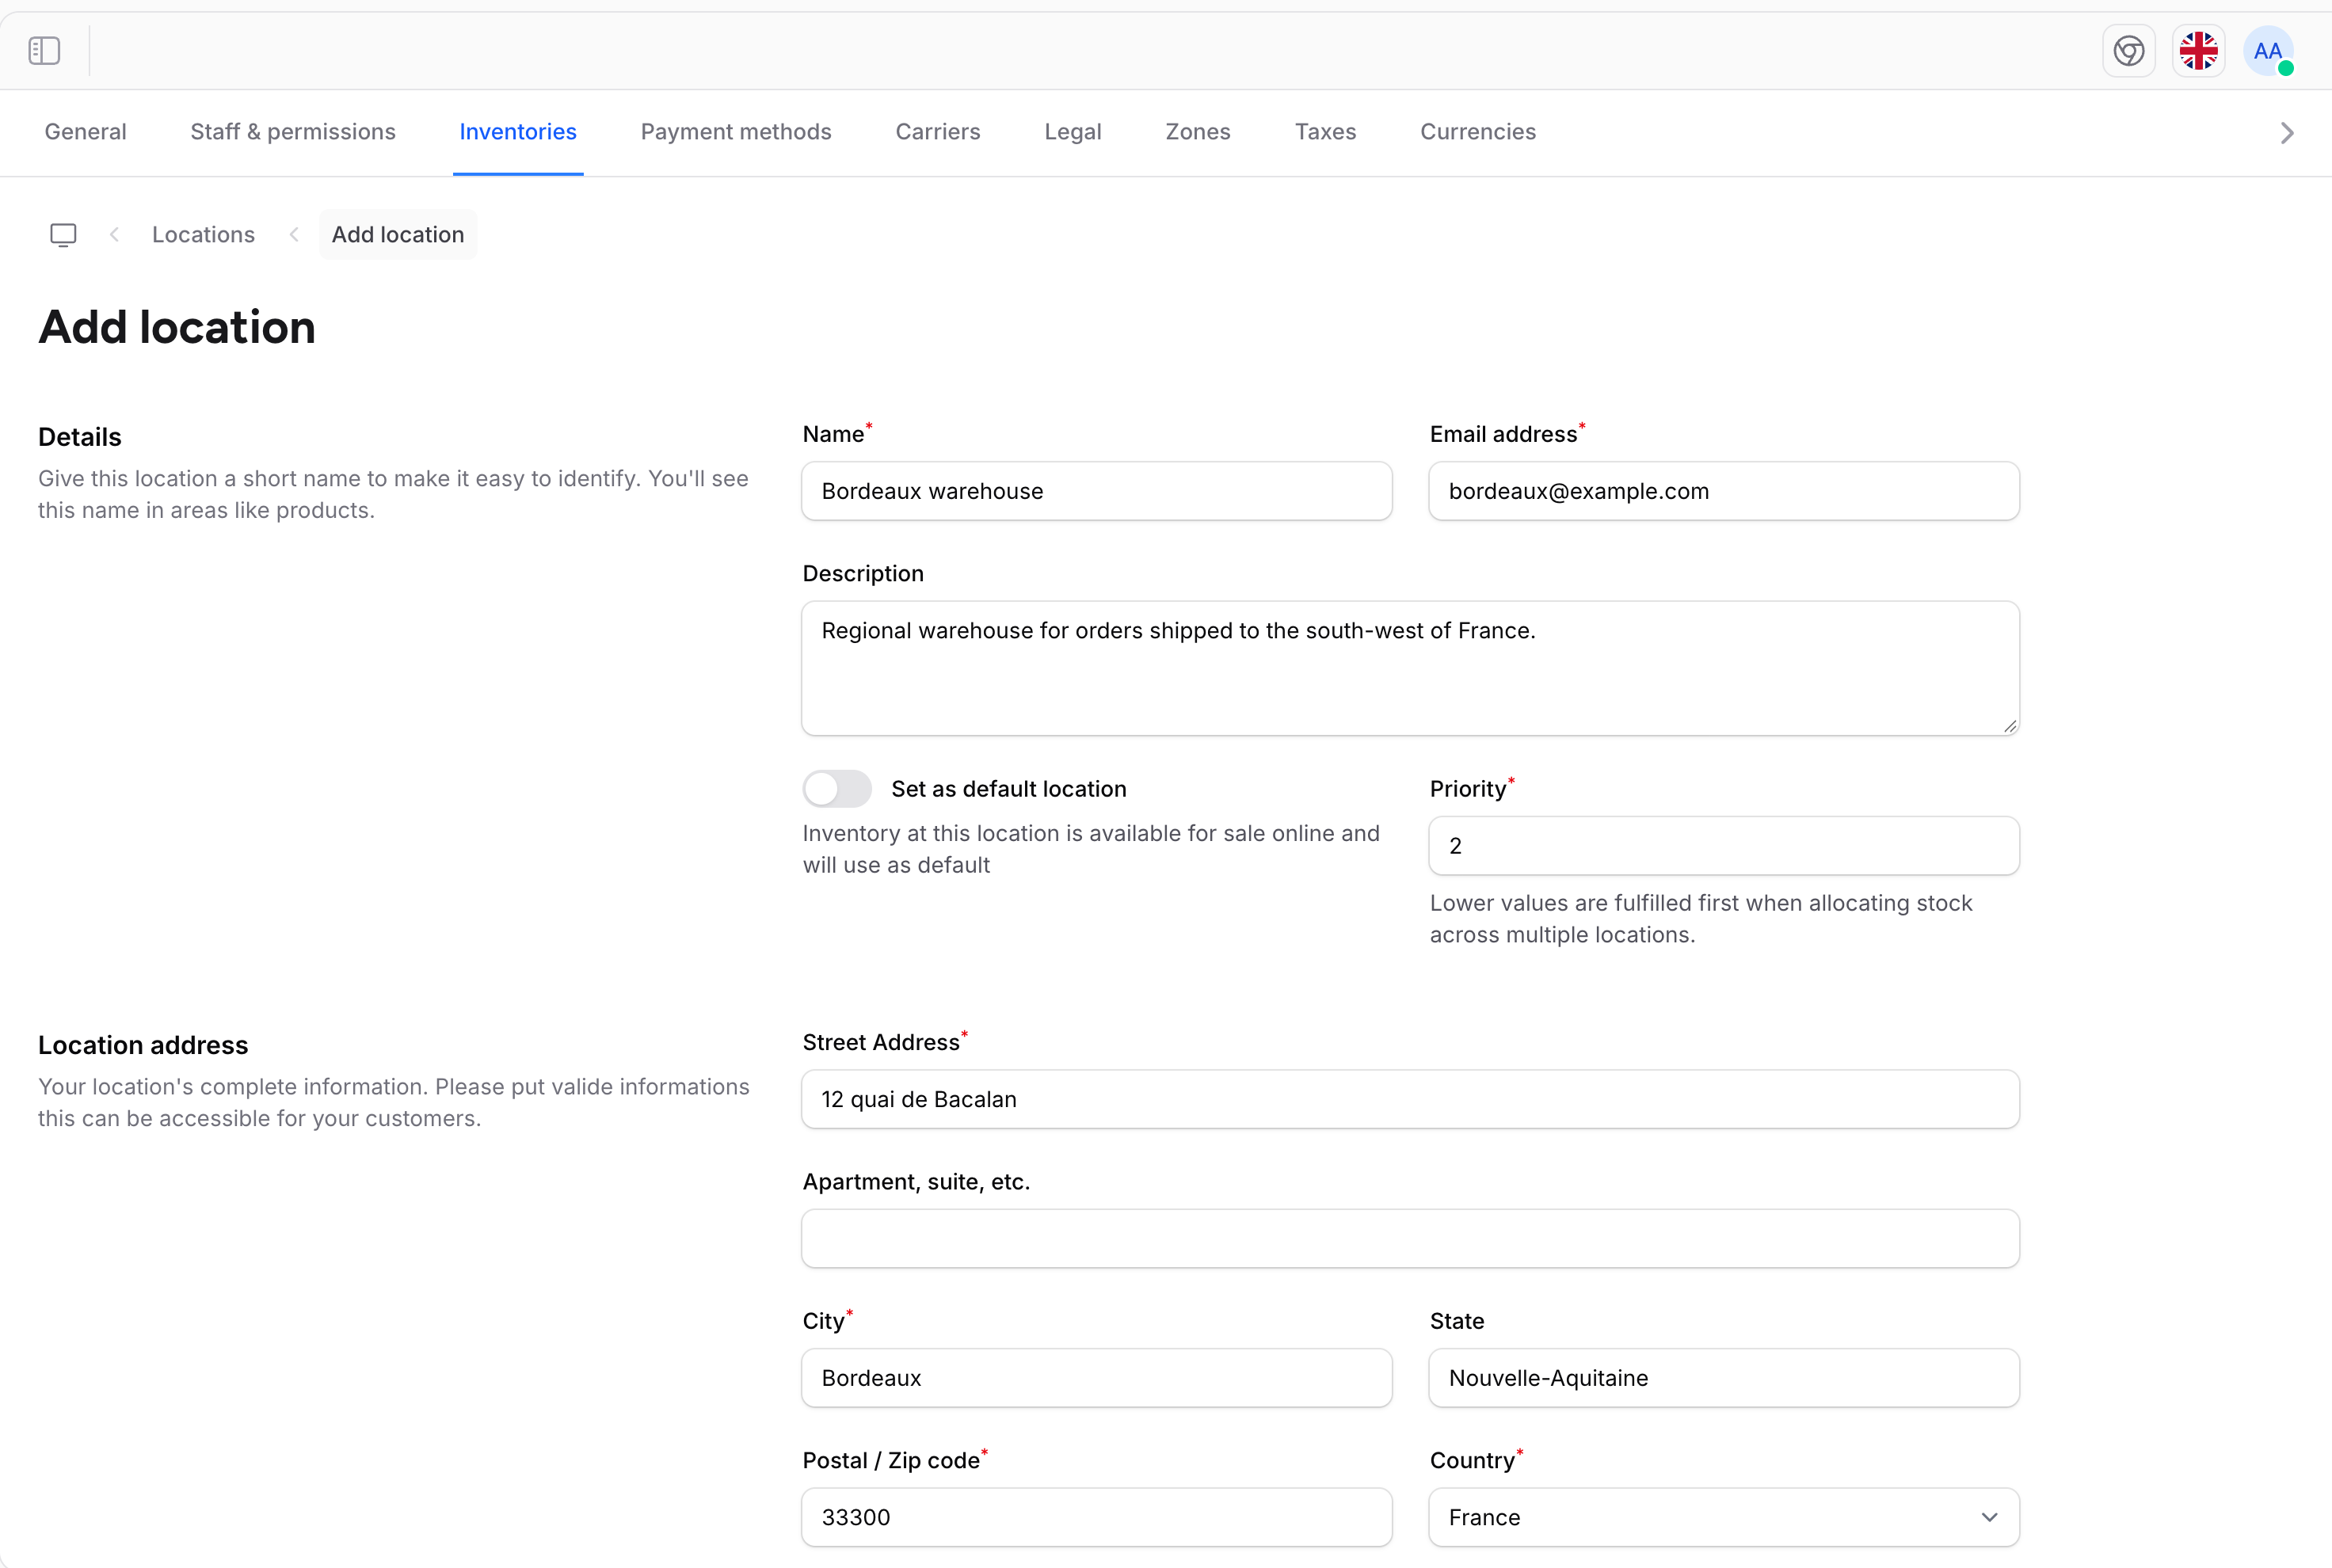 AA
General Staff & permissions Inventories Payment methods Carriers Legal Zones Taxes Currencies
Locations Add location
Add location
Details
Give this location a short name to make it easy to identify. You'll see
this name in areas like products.
Name* Email address*
Bordeaux warehouse bordeaux@example.com
Description
Regional warehouse for orders shipped to the south-west of France.
Set as default location
Inventory at this location is available for sale online and
will use as default
Priority*
2
Lower values are fulfilled first when allocating stock
across multiple locations.
Location address
Your location's complete information. Please put valide informations
this can be accessible for your customers.
Street Address*
12 quai de Bacalan
Apartment, suite, etc.
City* State
Bordeaux Nouvelle-Aquitaine
Postal / Zip code* Country*
33300 France